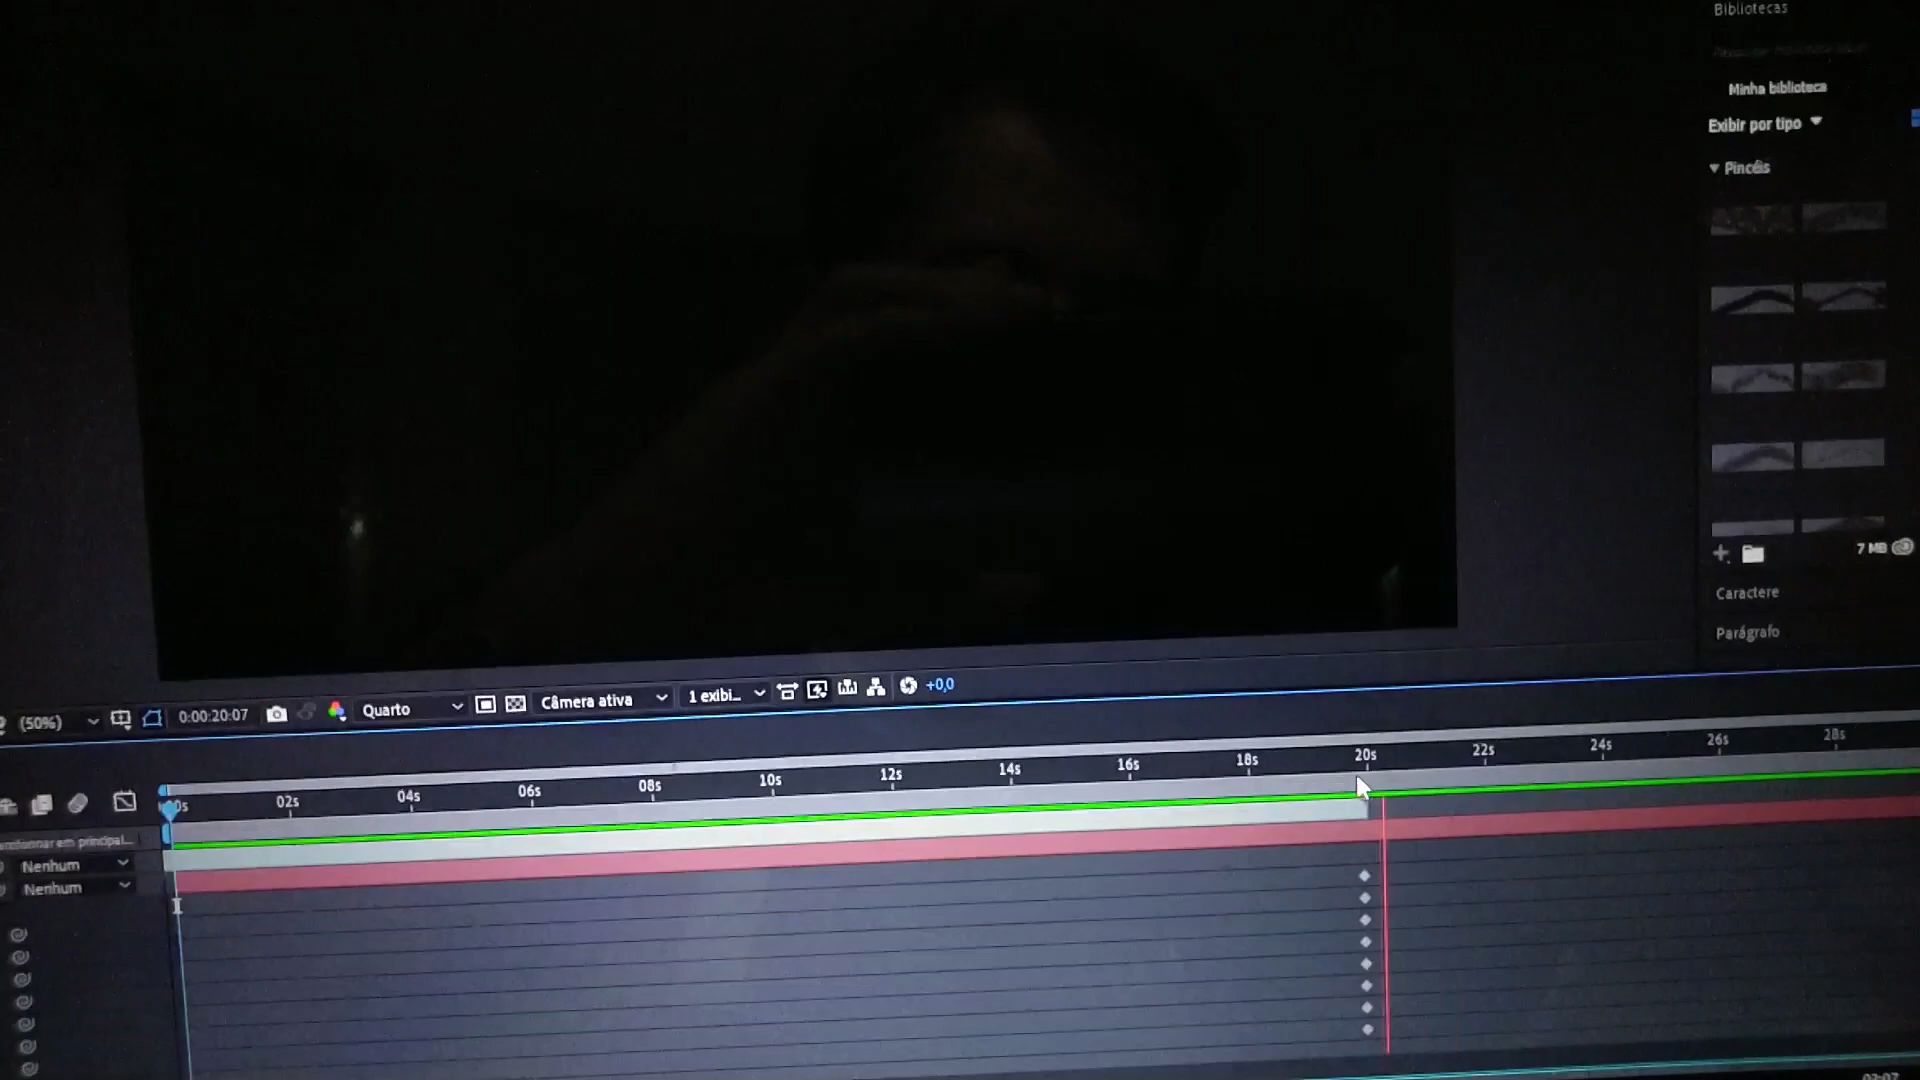 Bibliotecas
Minha biblioteca
Exibir por tipo
Pincéis
7 MB
Caractere
Parágrafo
(50%)
0:00:20:07
Quarto
Câmera ativa
1 exibi...
+0,0
02s 04s 06s 08s 10s 12s 14s 16s 18s 20s 22s 24s 26s 28s
Nenhum
Nenhum